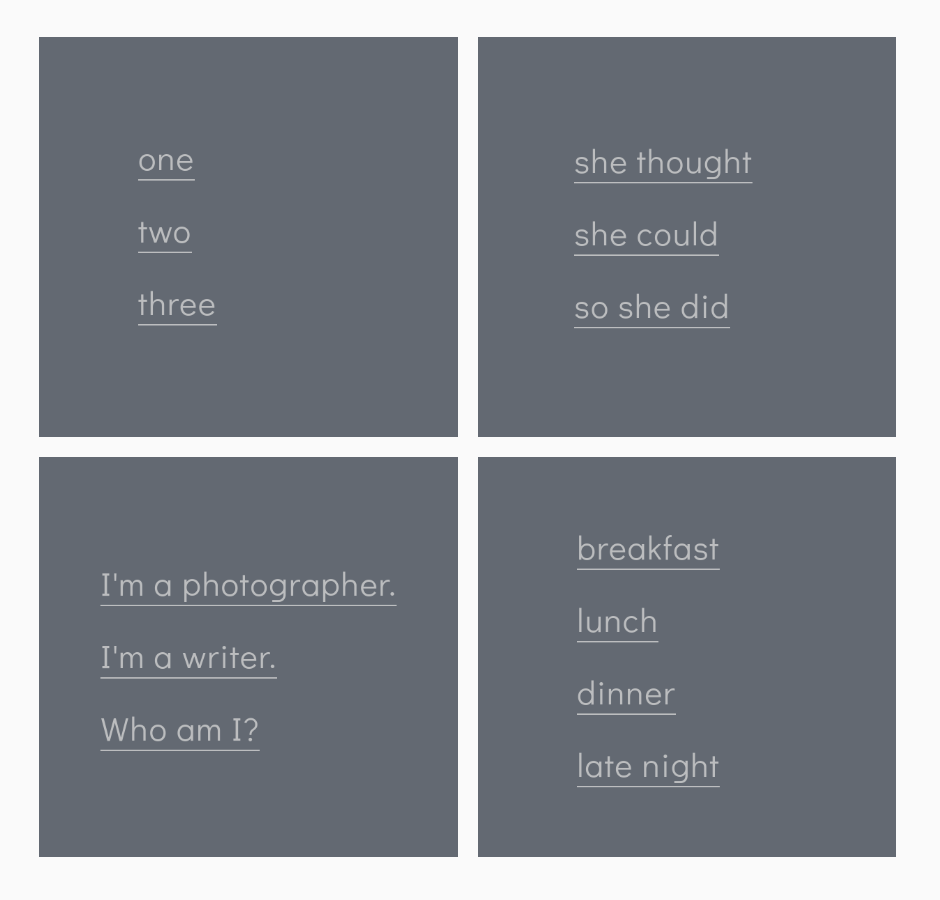 one
two
three
she thought
she could
so she did
I'm a photographer.
I'm a writer.
Who am I?
breakfast
lunch
dinner
late night